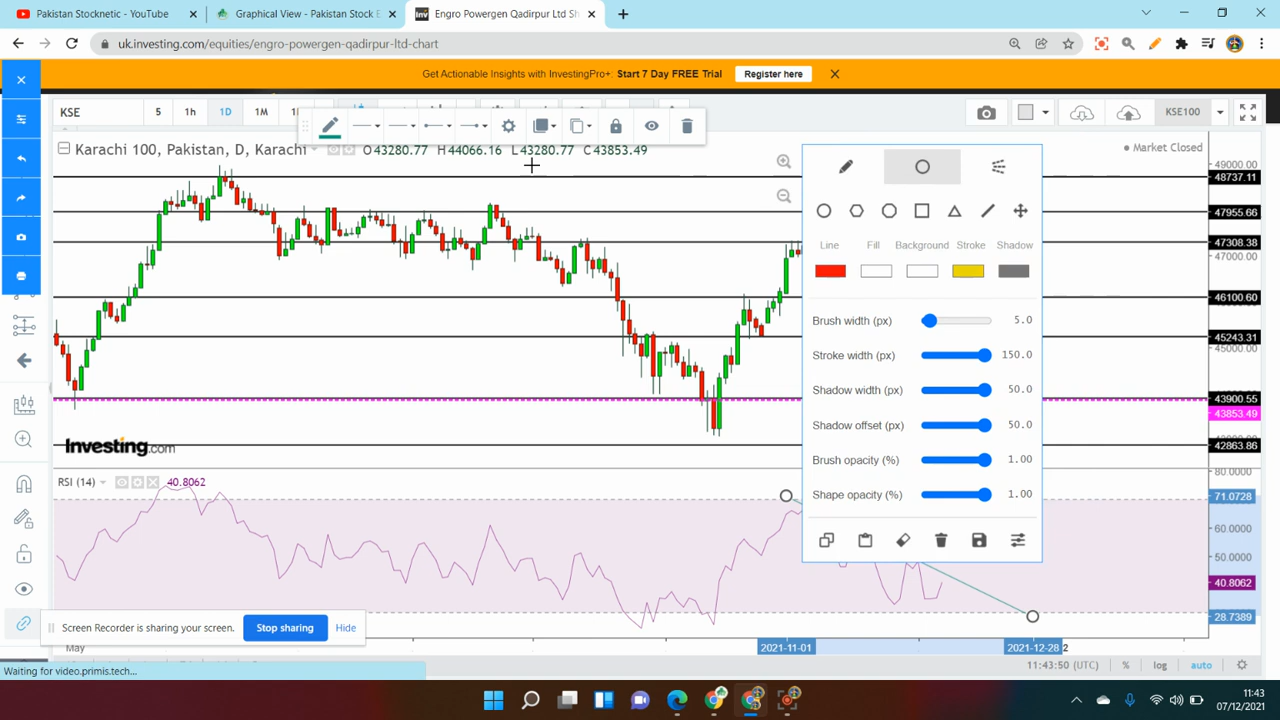 Pakistan Stocknetic - YouTube
Graphical View - Pakistan Stock E
Engro Powergen Qadirpur Ltd Sh
uk.investing.com/equities/engro-powergen-qadirpur-ltd-chart
Get Actionable Insights with InvestingPro+: Start 7 Day FREE Trial
Register here
KSE 5 1h 1D 1M
KSE100
Karachi 100, Pakistan, D, Karachi O43280.77 H44066.16 L43280.77 C43853.49
Market Closed
49000.00
48737.11
47955.66
47308.38
47000.00
46100.60
45243.31
45000.00
43900.55
43853.49
42863.86
Investing.com
Line Fill Background Stroke Shadow
Brush width (px) 5.0
Stroke width (px) 150.0
Shadow width (px) 50.0
Shadow offset (px) 50.0
Brush opacity (%) 1.00
Shape opacity (%) 1.00
RSI (14) 40.8062
80.0000
71.0728
60.0000
50.0000
40.8062
28.7389
Screen Recorder is sharing your screen. Stop sharing Hide
May
2021-11-01
2021-12-28
2
11:43:50 (UTC) % log auto
Waiting for video.primis.tech...
11:43
07/12/2021